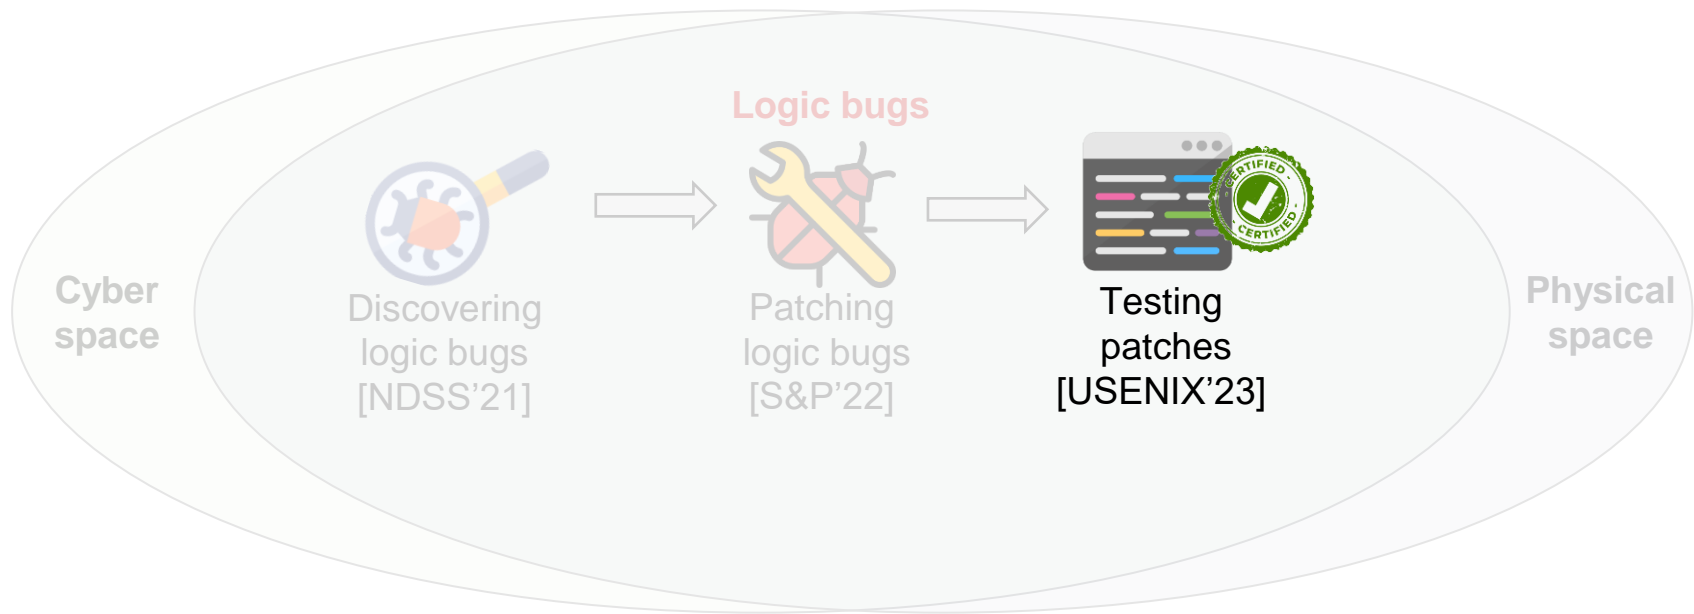 Logic bugs
Cyber
space
Discovering
logic bugs
[NDSS’21]
Patching
logic bugs
[S&P’22]
CERTIFIED
CERTIFIED
Testing
patches
[USENIX’23]
Physical
space